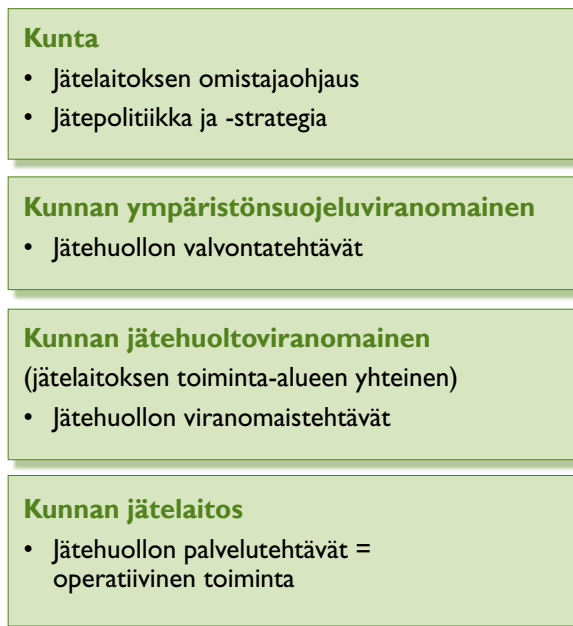 Kunta
• Jätelaitoksen omistajaohjaus
• Jätepolitiikka ja -strategia
Kunnan ympäristönsuojeluviranomainen
• Jätehuollon valvontatehtävät
Kunnan jätehuoltoviranomainen
(jätelaitoksen toiminta-alueen yhteinen)
• Jätehuollon viranomaistehtävät
Kunnan jätelaitos
• Jätehuollon palvelutehtävät =
operatiivinen toiminta